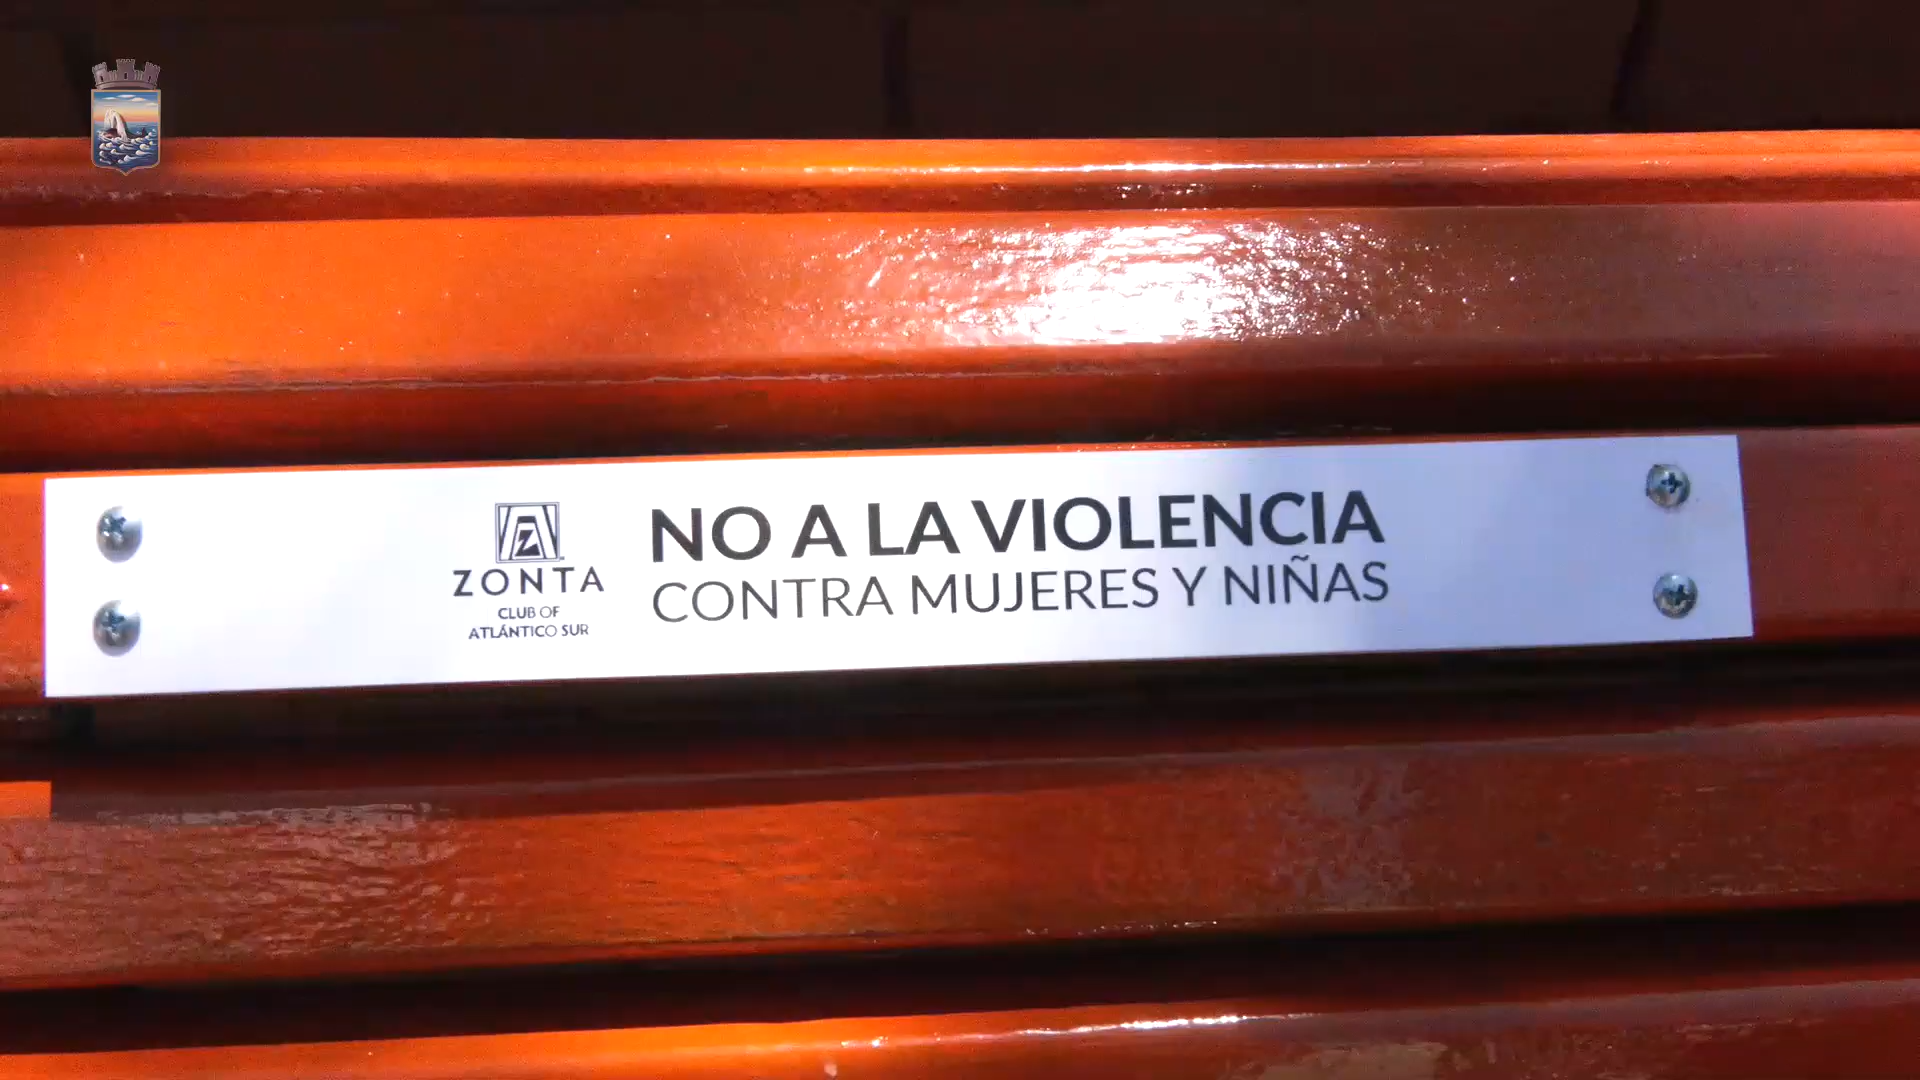 ZONTA
CLUB OF
ATLÁNTICO SUR
NO A LA VIOLENCIA
CONTRA MUJERES Y NIÑAS